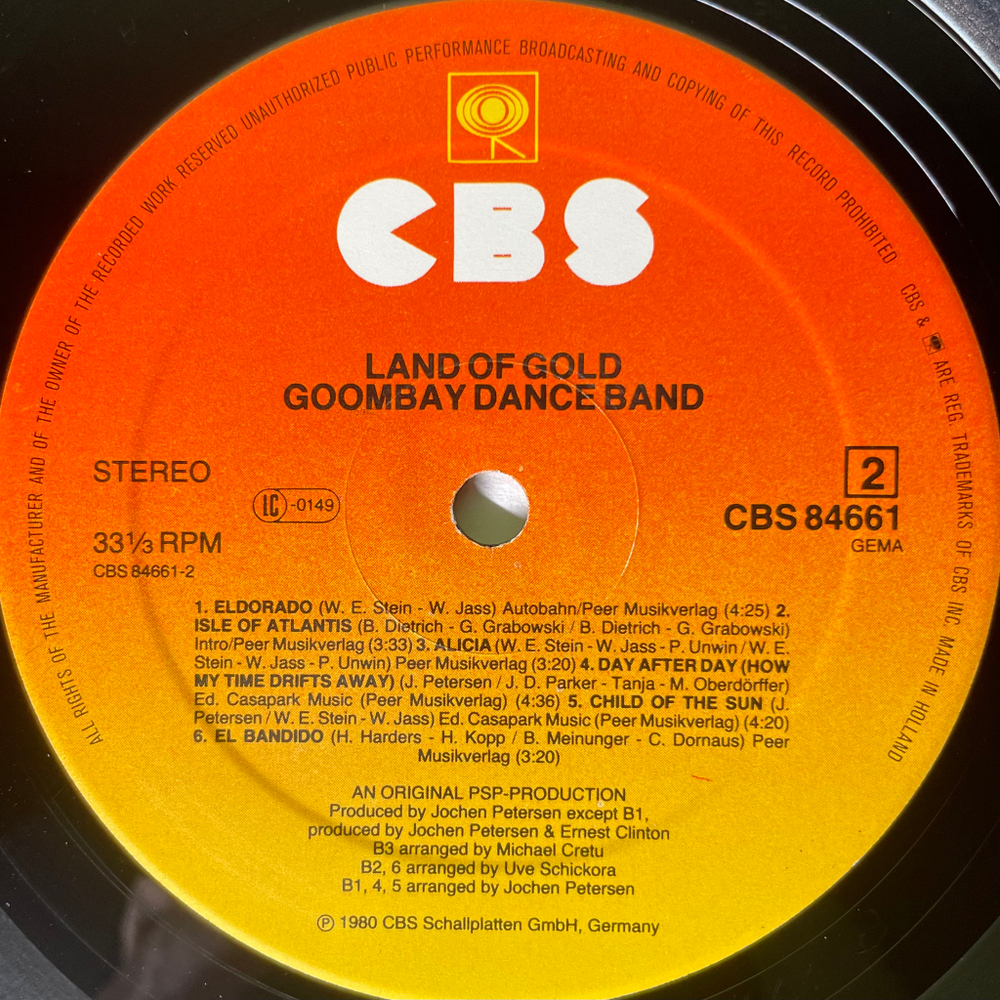 ALL RIGHTS OF THE MANUFACTURER AND OF THE OWNER OF THE RECORDED WORK RESERVED UNAUTHORIZED PUBLIC PERFORMANCE BROADCASTING AND COPYING OF THIS RECORD PROHIBITED CBS & ARE REG. TRADEMARKS OF CBS INC. MADE IN HOLLAND
CBS
LAND OF GOLD
GOOMBAY DANCE BAND
STEREO
LC-0149
33⅓ RPM
CBS 84661-2
2
CBS 84661
GEMA
1. ELDORADO (W. E. Stein - W. Jass) Autobahn/Peer Musikverlag (4:25) 2.
ISLE OF ATLANTIS (B. Dietrich - G. Grabowski / B. Dietrich - G. Grabowski)
Intro/Peer Musikverlag (3:33) 3. ALICIA (W. E. Stein - W. Jass - P. Unwin / W. E.
Stein - W. Jass - P. Unwin) Peer Musikverlag (3:20) 4. DAY AFTER DAY (HOW
MY TIME DRIFTS AWAY) (J. Petersen / J. D. Parker - Tanja - M. Oberdörffer)
Ed. Casapark Music (Peer Musikverlag) (4:36) 5. CHILD OF THE SUN (J.
Petersen / W. E. Stein - W. Jass) Ed. Casapark Music (Peer Musikverlag) (4:20)
6. EL BANDIDO (H. Harders - H. Kopp / B. Meinunger - C. Dornaus) Peer
Musikverlag (3:20)
AN ORIGINAL PSP-PRODUCTION
Produced by Jochen Petersen except B1,
produced by Jochen Petersen & Ernest Clinton
B3 arranged by Michael Cretu
B2, 6 arranged by Uve Schickora
B1, 4, 5 arranged by Jochen Petersen
℗ 1980 CBS Schallplatten GmbH, Germany